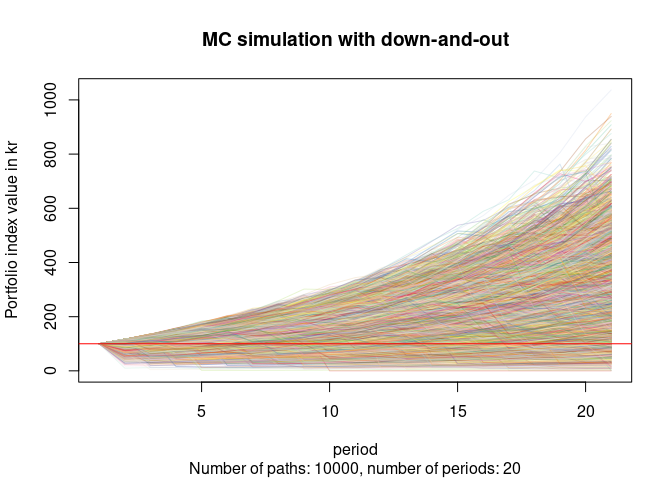 MC simulation with down-and-out
Portfolio index value in kr
1000
800
600
400
200
0
5 10 15 20
period
Number of paths: 10000, number of periods: 20